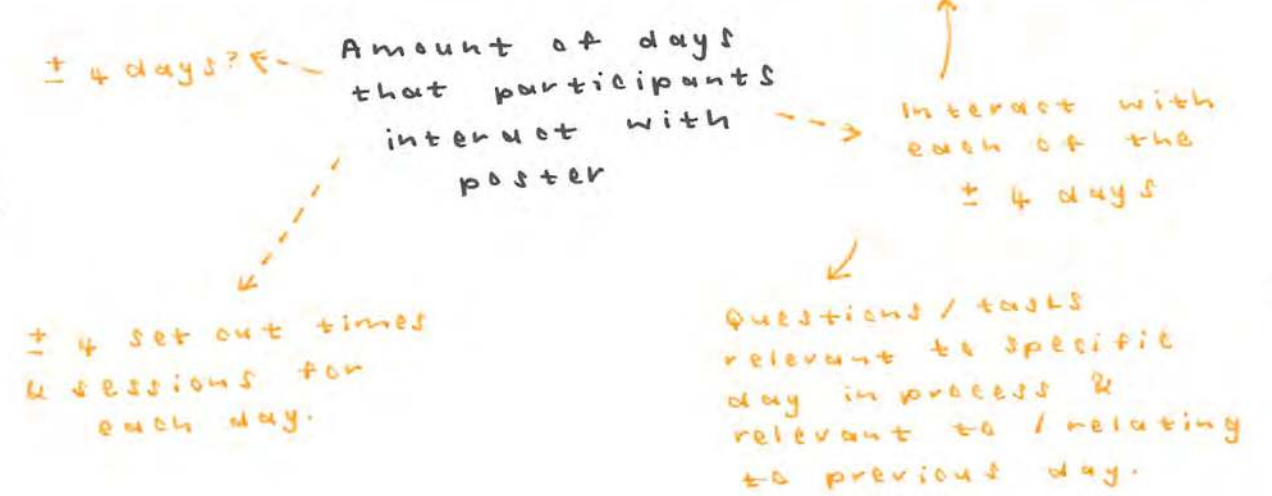 ± 4 days?
Amount of days
that participants
interact with
poster
Interact with
each of the
± 4 days
± 4 set out times
& sessions for
each day.
Questions / tasks
relevant to specific
day in process &
relevant to / relating
to previous day.